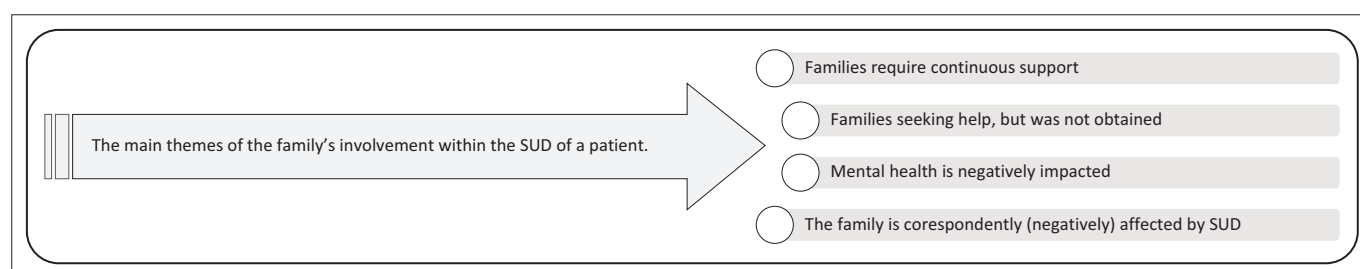 The main themes of the family's involvement within the SUD of a patient.
Families require continuous support
Families seeking help, but was not obtained
Mental health is negatively impacted
The family is corespondently (negatively) affected by SUD